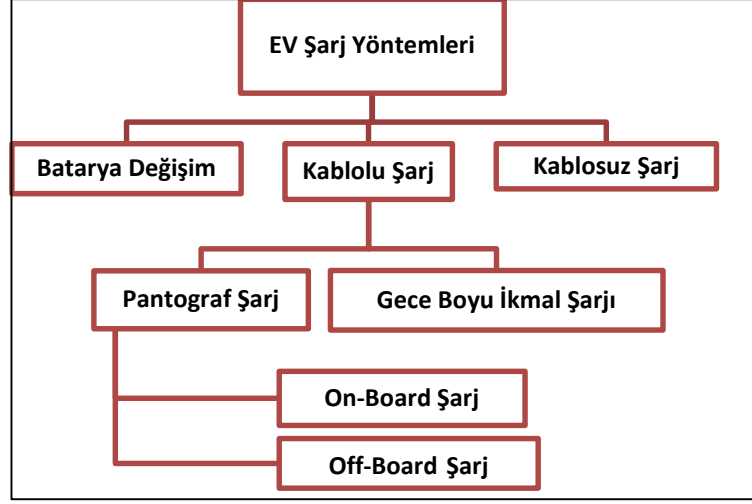 EV Şarj Yöntemleri
Batarya Değişim
Kablolu Şarj
Kablosuz Şarj
Pantograf Şarj
Gece Boyu İkmal Şarjı
On-Board Şarj
Off-Board Şarj